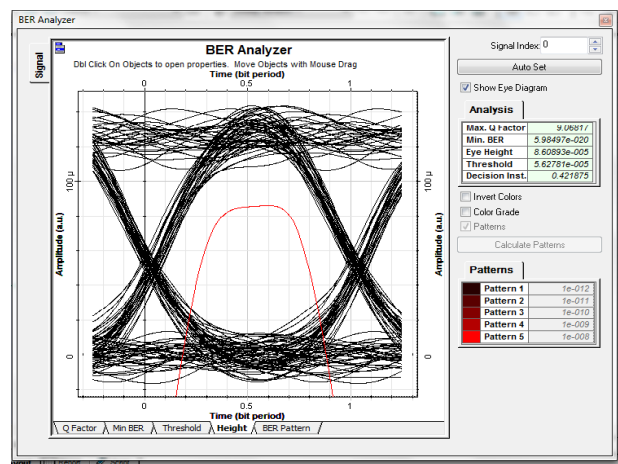 BER Analyzer
Signal
BER Analyzer
Dbl Click On Objects to open properties. Move Objects with Mouse Drag
Time (bit period)
0 0.5 1
Amplitude (a.u.)
100 µ
0
Amplitude (a.u.)
100 µ
0
0 0.5 1
Time (bit period)
Q Factor Min BER Threshold Height BER Pattern
Signal Index: 0
Auto Set
Show Eye Diagram
Analysis
Max. Q Factor 9.06817
Min. BER 5.98497e-020
Eye Height 8.60893e-005
Threshold 5.62781e-005
Decision Inst. 0.421875
Invert Colors
Color Grade
Patterns
Calculate Patterns
Patterns
Pattern 1 1e-012
Pattern 2 1e-011
Pattern 3 1e-010
Pattern 4 1e-009
Pattern 5 1e-008